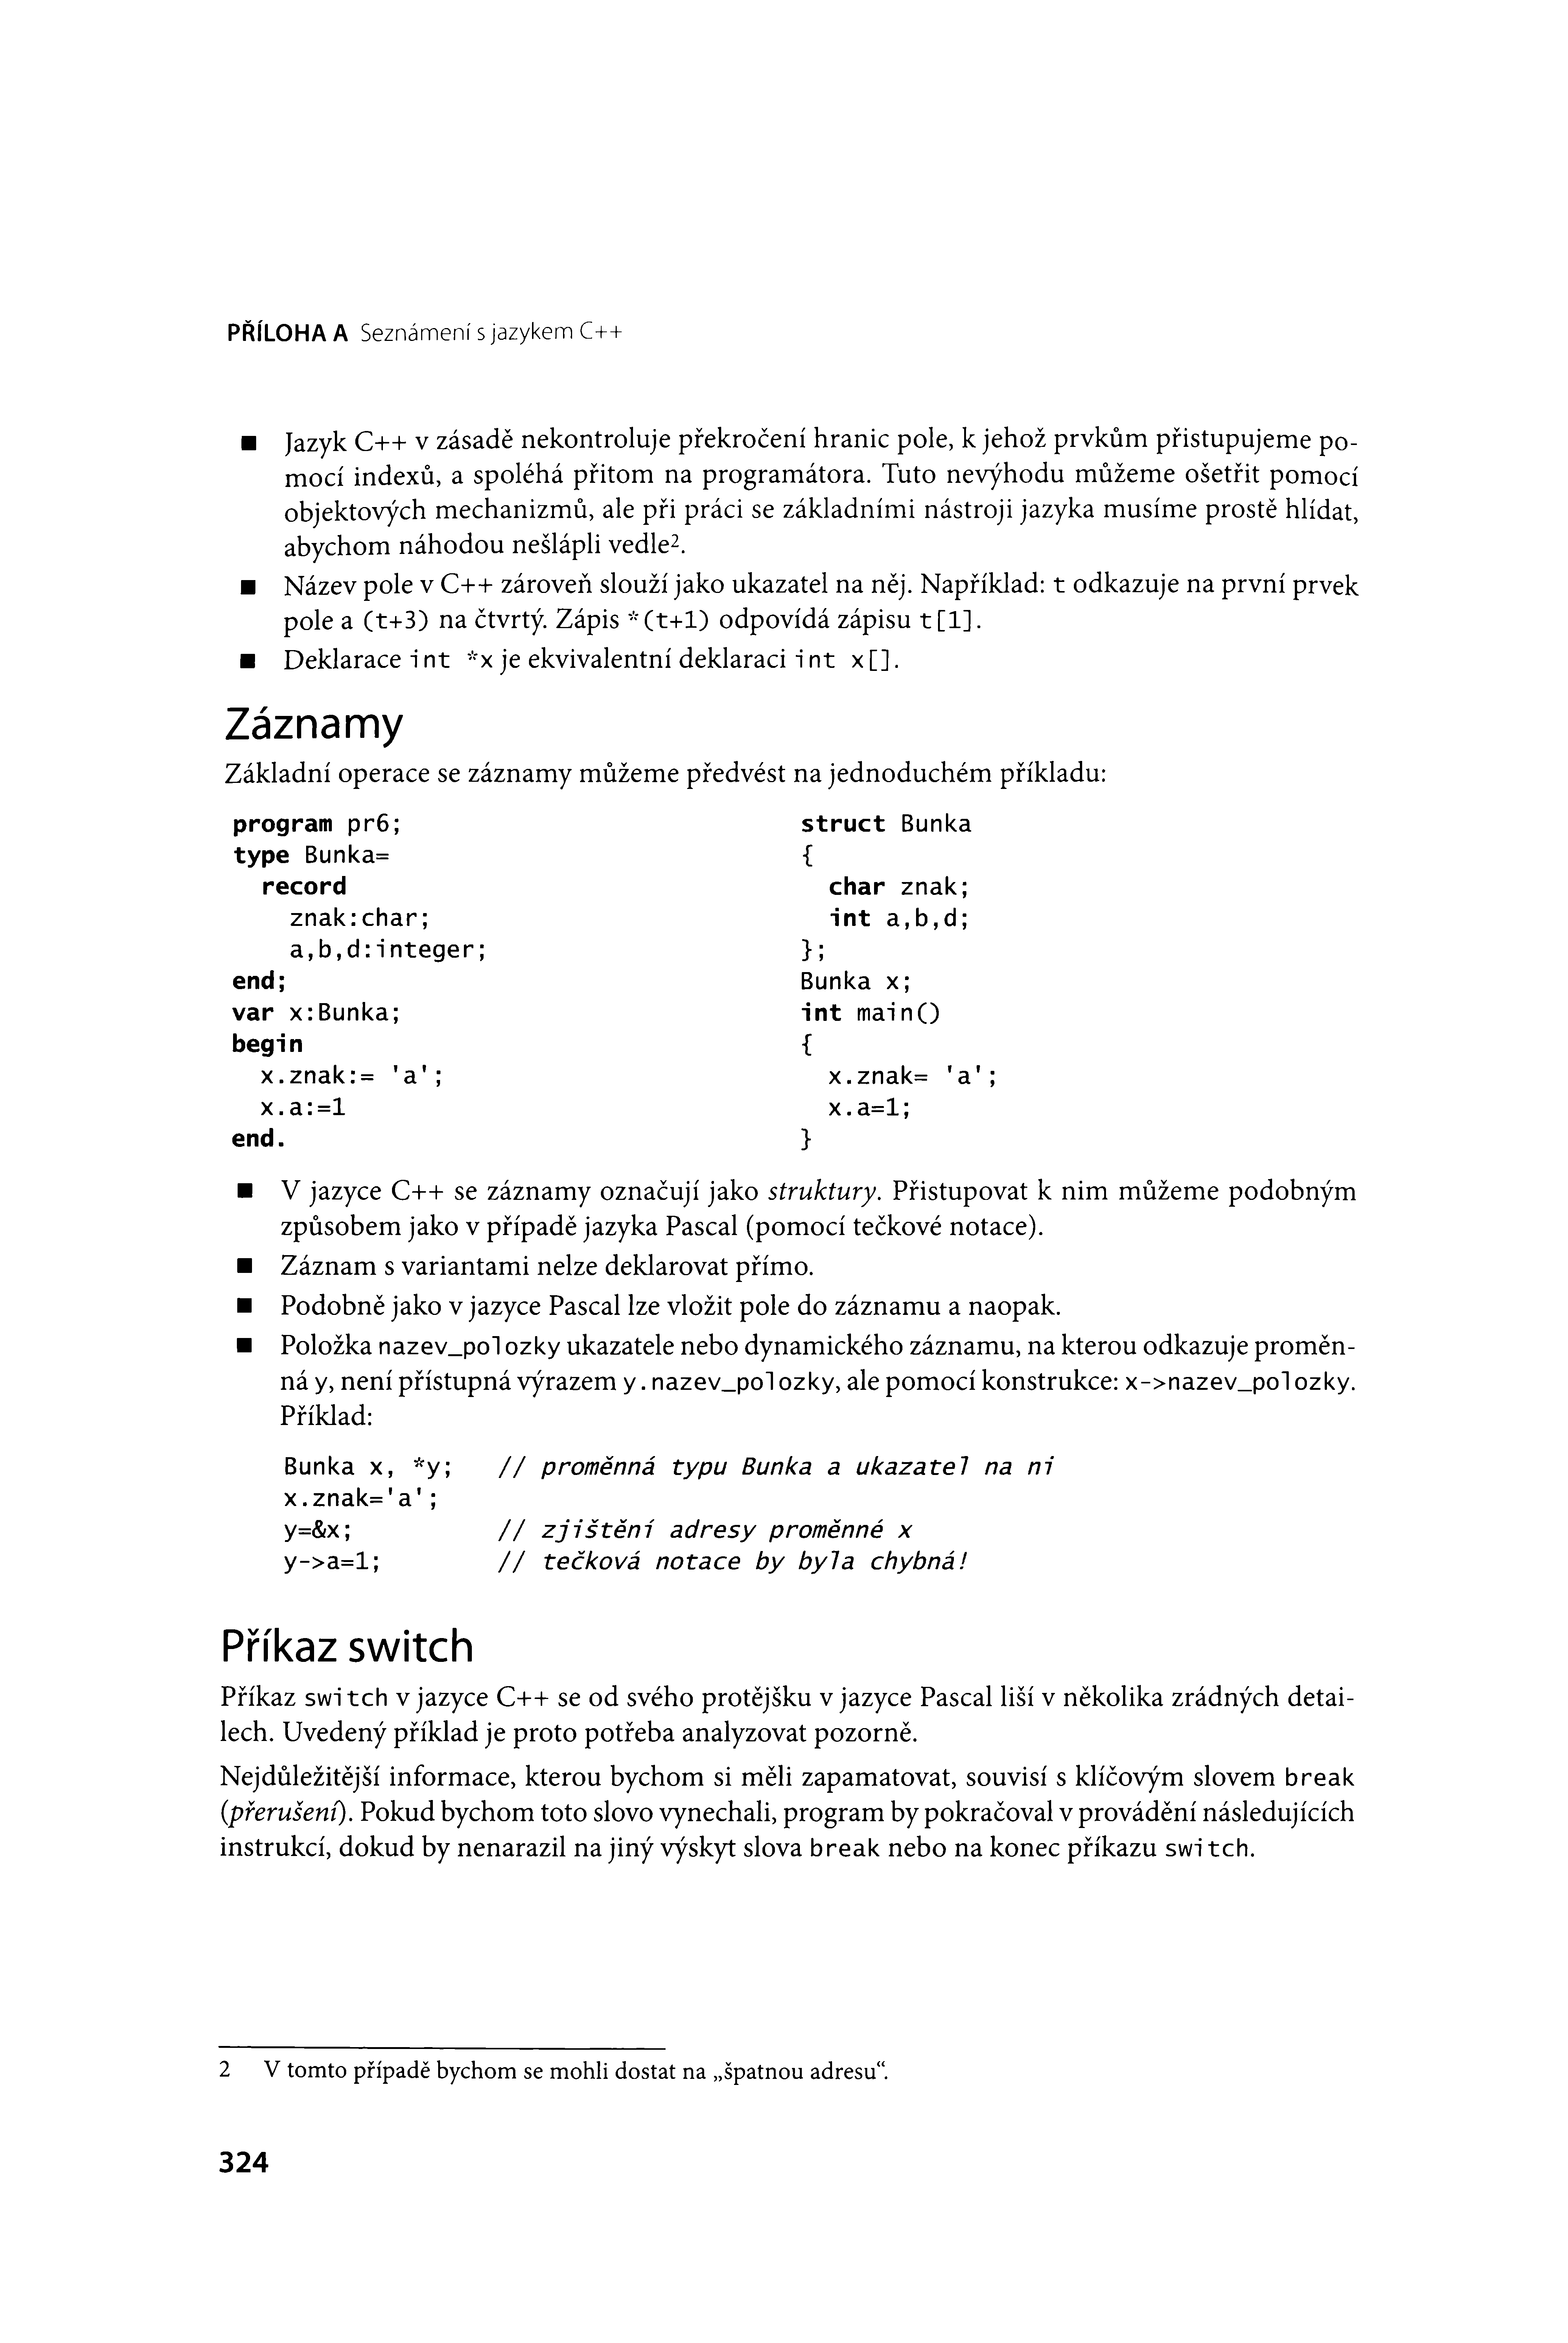 PŘÍLOHA A Seznámení s jazykem C++
■ Jazyk C++ v zásadě nekontroluje překročení hranic pole, k jehož prvkům přistupujeme po-
mocí indexů, a spoléhá přitom na programátora. Tuto nevýhodu můžeme ošetřit pomocí
objektových mechanizmů, ale při práci se základními nástroji jazyka musíme prostě hlídat,
abychom náhodou nešlápli vedle2.
■ Název pole v C++ zároveň slouží jako ukazatel na něj. Například: t odkazuje na první prvek
pole a (t+3) na čtvrtý. Zápis *(t+1) odpovídá zápisu t[1].
■ Deklarace int *x je ekvivalentní deklaraci int x[].
Záznamy
Základní operace se záznamy můžeme předvést na jednoduchém příkladu:
program pr6;
type Bunka=
record
znak:char;
a,b,d:integer;
end;
var x:Bunka;
begin
x.znak:= 'a';
x.a:=1
end.
struct Bunka
{
char znak;
int a,b,d;
};
Bunka x;
int main()
{
x.znak= 'a';
x.a=1;
}
■ V jazyce C++ se záznamy označují jako struktury. Přistupovat k nim můžeme podobným
způsobem jako v případě jazyka Pascal (pomocí tečkové notace).
■ Záznam s variantami nelze deklarovat přímo.
■ Podobně jako v jazyce Pascal lze vložit pole do záznamu a naopak.
■ Položka nazev_polozky ukazatele nebo dynamického záznamu, na kterou odkazuje proměn-
ná y, není přístupná výrazem y.nazev_polozky, ale pomocí konstrukce: x->nazev_polozky.
Příklad:
Bunka x, *y; // proměnná typu Bunka a ukazatel na ni
x.znak='a';
y=&x; // zjištění adresy proměnné x
y->a=1; // tečková notace by byla chybná!
Příkaz switch
Příkaz switch v jazyce C++ se od svého protějšku v jazyce Pascal liší v několika zrádných detai-
lech. Uvedený příklad je proto potřeba analyzovat pozorně.
Nejdůležitější informace, kterou bychom si měli zapamatovat, souvisí s klíčovým slovem break
(přerušení). Pokud bychom toto slovo vynechali, program by pokračoval v provádění následujících
instrukcí, dokud by nenarazil na jiný výskyt slova break nebo na konec příkazu switch.
2 V tomto případě bychom se mohli dostat na „špatnou adresu“.
324